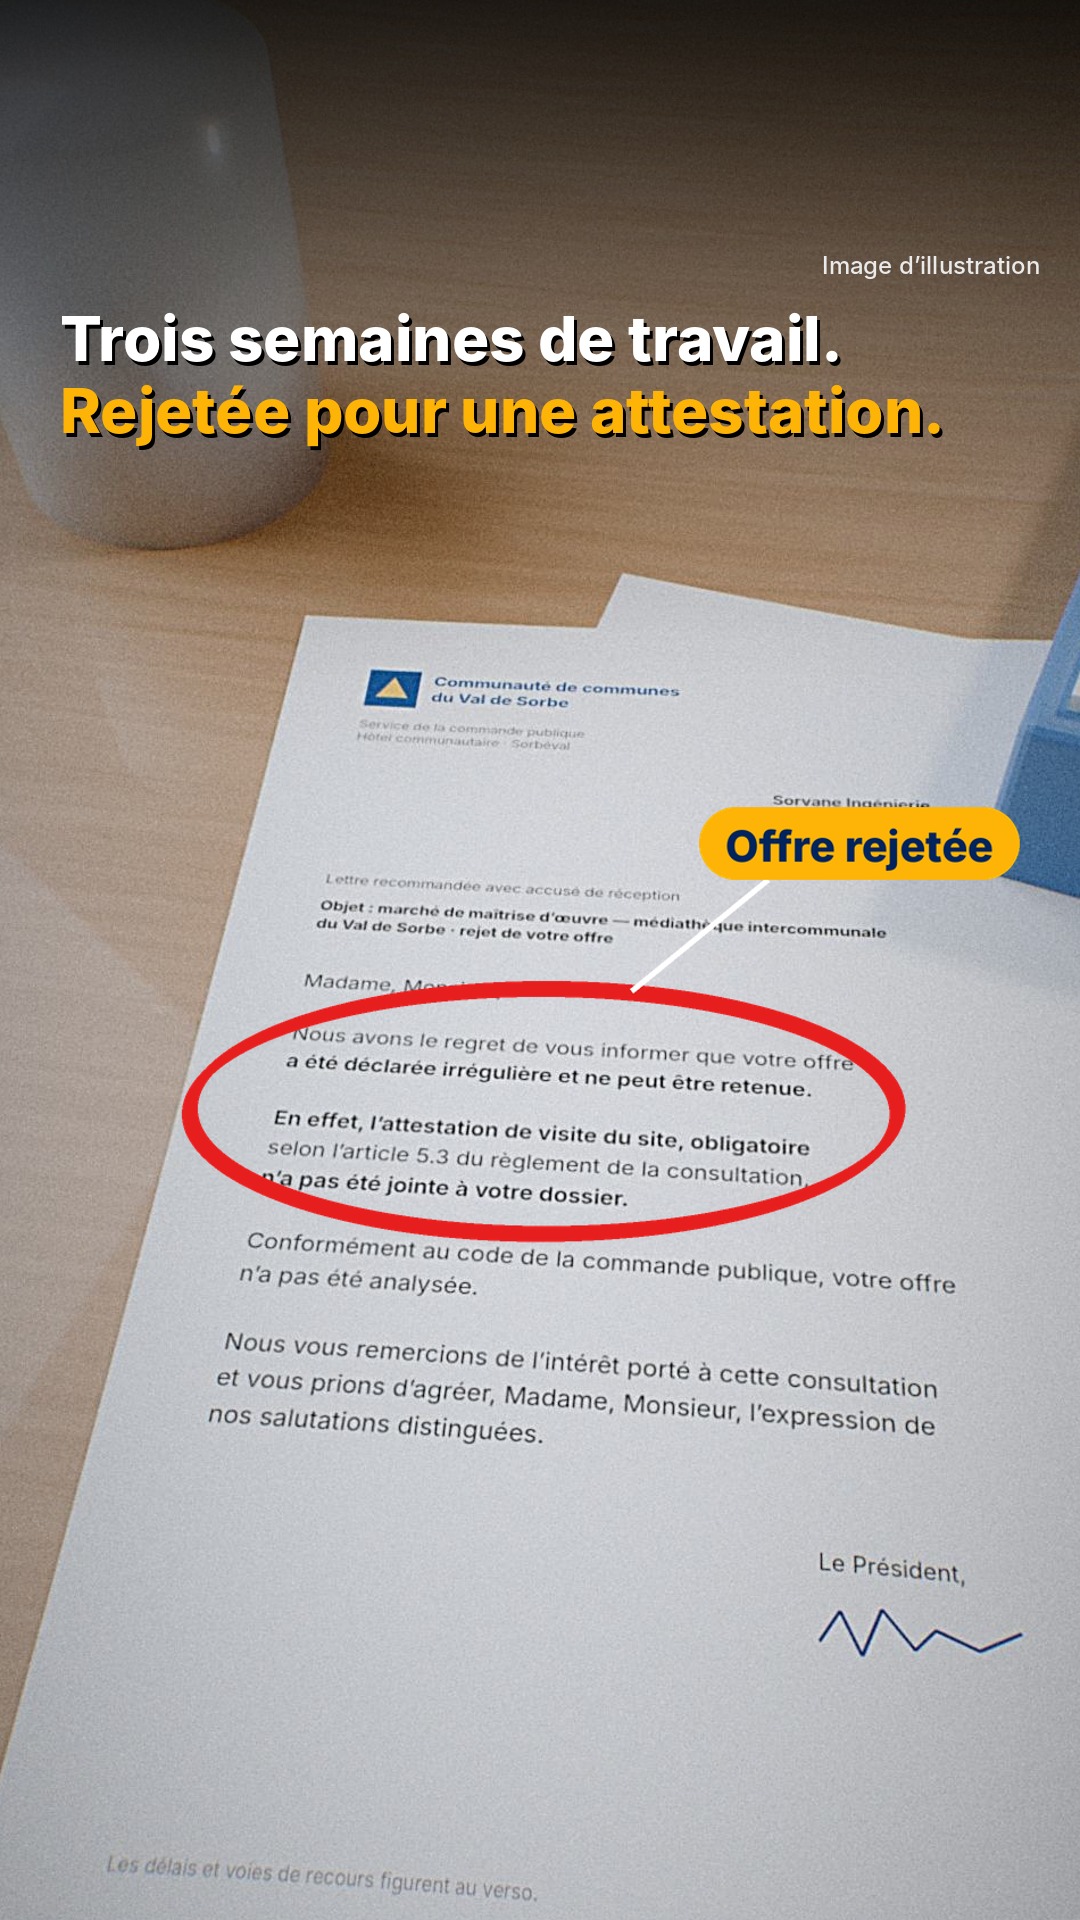 Image d’illustration
Trois semaines de travail.
Rejetée pour une attestation.
Communauté de communes
du Val de Sorbe
Service de la commande publique
Hôtel communautaire · Sorbéval
Sorvane Ingénierie
Offre rejetée
Lettre recommandée avec accusé de réception
Objet : marché de maîtrise d’œuvre — médiathèque intercommunale
du Val de Sorbe · rejet de votre offre
Madame,
Nous avons le regret de vous informer que votre offre
a été déclarée irrégulière et ne peut être retenue.
En effet, l’attestation de visite du site, obligatoire
selon l’article 5.3 du règlement de la consultation,
n’a pas été jointe à votre dossier.
Conformément au code de la commande publique, votre offre
n’a pas été analysée.
Nous vous remercions de l’intérêt porté à cette consultation
et vous prions d’agréer, Madame, Monsieur, l’expression de
nos salutations distinguées.
Le Président,
Les délais et voies de recours figurent au verso.